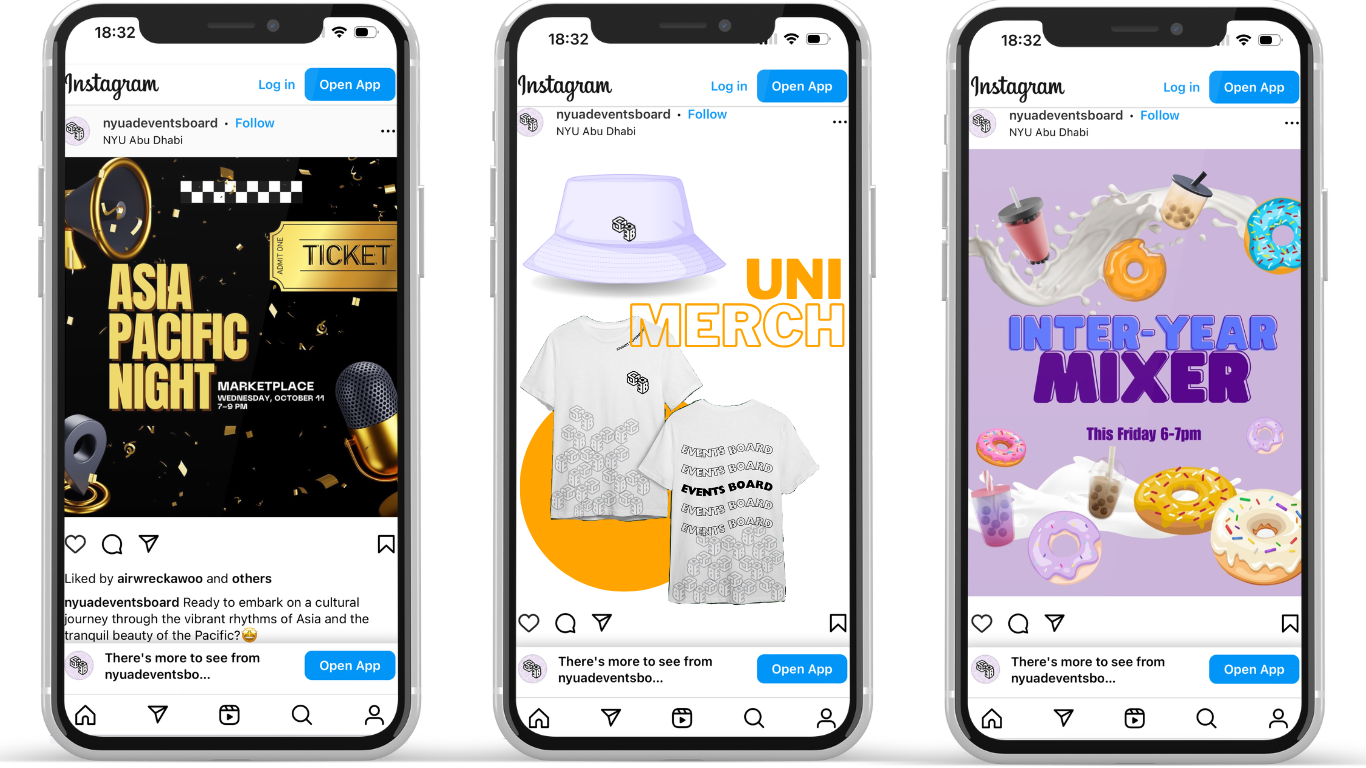 18:32
Instagram
Log in
Open App
nyuadeventsboard • Follow
NYU Abu Dhabi
ADMIT ONE
TICKET
ASIA
PACIFIC
NIGHT
MARKETPLACE
WEDNESDAY, OCTOBER 11
7–9 PM
Liked by airwreckawoo and others
nyuadeventsboard Ready to embark on a cultural
journey through the vibrant rhythms of Asia and the
tranquil beauty of the Pacific?🤩
There's more to see from
nyuadeventsbo...
Open App
18:32
Instagram
Log in
Open App
nyuadeventsboard • Follow
NYU Abu Dhabi
UNI
MERCH
EVENTS BOARD
EVENTS BOARD
EVENTS BOARD
EVENTS BOARD
EVENTS BOARD
There's more to see from
nyuadeventsbo...
Open App
18:32
Instagram
Log in
Open App
nyuadeventsboard • Follow
NYU Abu Dhabi
INTER-YEAR
MIXER
This Friday 6-7pm
There's more to see from
nyuadeventsbo...
Open App